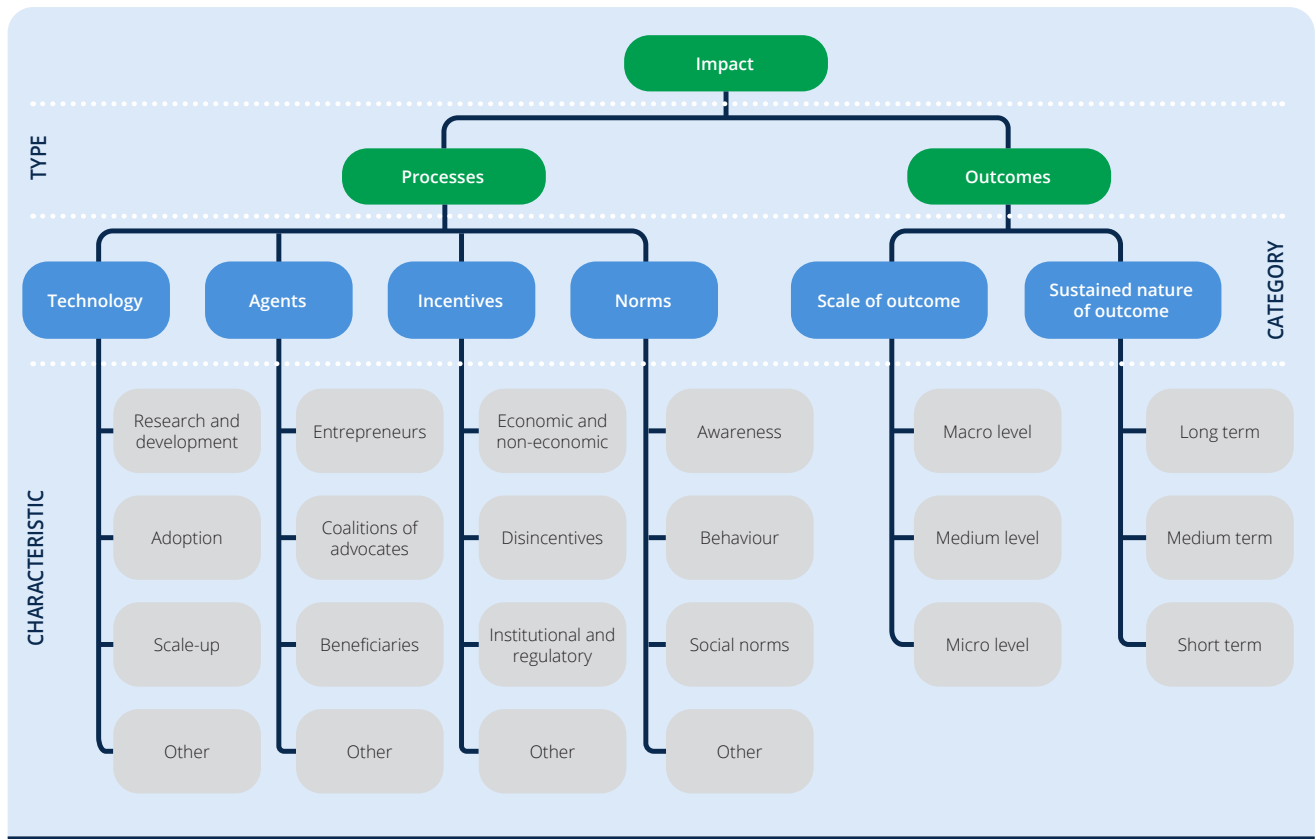 Impact
TYPE
Processes
Outcomes
CATEGORY
Technology
Agents
Incentives
Norms
Scale of outcome
Sustained nature
of outcome
CHARACTERISTIC
Research and
development
Entrepreneurs
Economic and
non-economic
Awareness
Macro level
Long term
Adoption
Coalitions of
advocates
Disincentives
Behaviour
Medium level
Medium term
Scale-up
Beneficiaries
Institutional and
regulatory
Social norms
Micro level
Short term
Other
Other
Other
Other